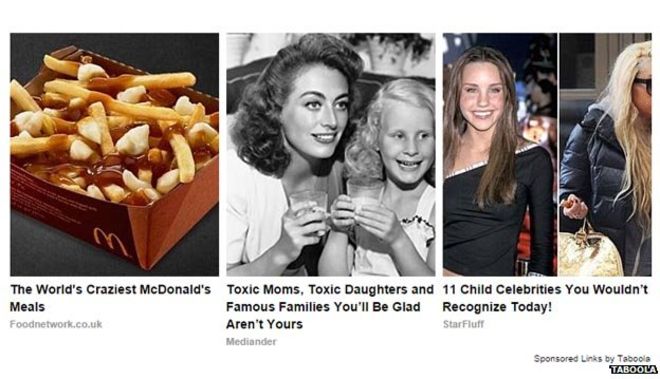 The World's Craziest McDonald's
Meals
Foodnetwork.co.uk
Toxic Moms, Toxic Daughters and
Famous Families You'll Be Glad
Aren't Yours
Mediander
11 Child Celebrities You Wouldn't
Recognize Today!
StarFluff
Sponsored Links by Taboola
TABOOLA